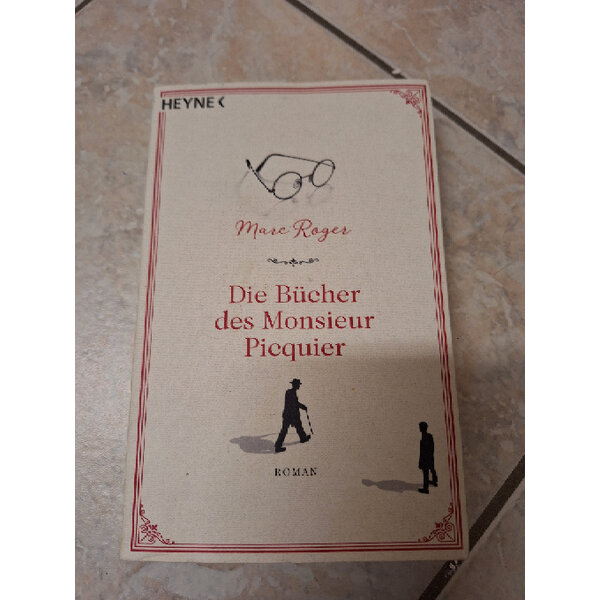 HEYNE
Marc Roger
Die Bücher
des Monsieur
Picquier
ROMAN